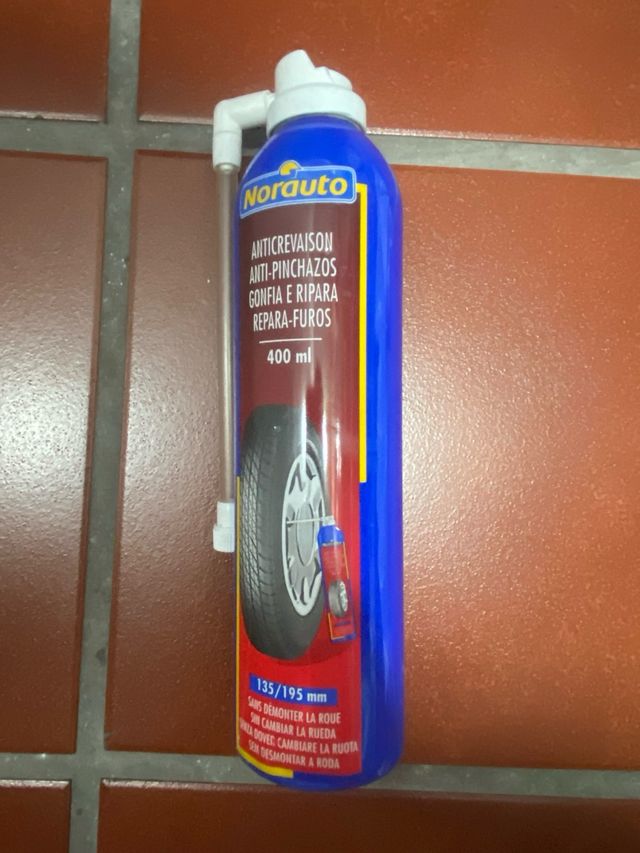 Norauto
ANTICREVAISON
ANTI-PINCHAZOS
GONFIA E RIPARA
REPARA-FUROS
400 ml
135/195 mm
SANS DÉMONTER LA ROUE
SIN CAMBIAR LA RUEDA
SENZA DOVER CAMBIARE LA RUOTA
SEM DESMONTAR A RODA